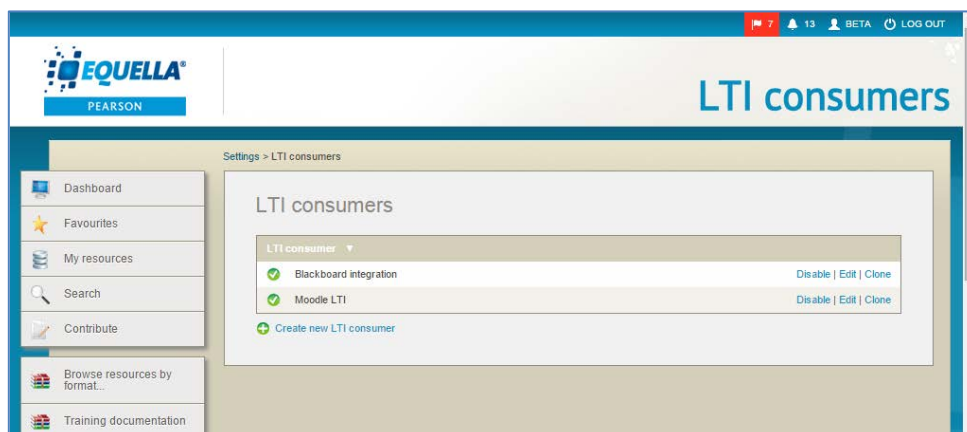 7 13 BETA LOG OUT
EQUELLA®
PEARSON
LTI consumers
Settings > LTI consumers
Dashboard
Favourites
My resources
Search
Contribute
Browse resources by
format...
Training documentation
LTI consumers
LTI consumer ▼
Blackboard integration Disable | Edit | Clone
Moodle LTI Disable | Edit | Clone
Create new LTI consumer